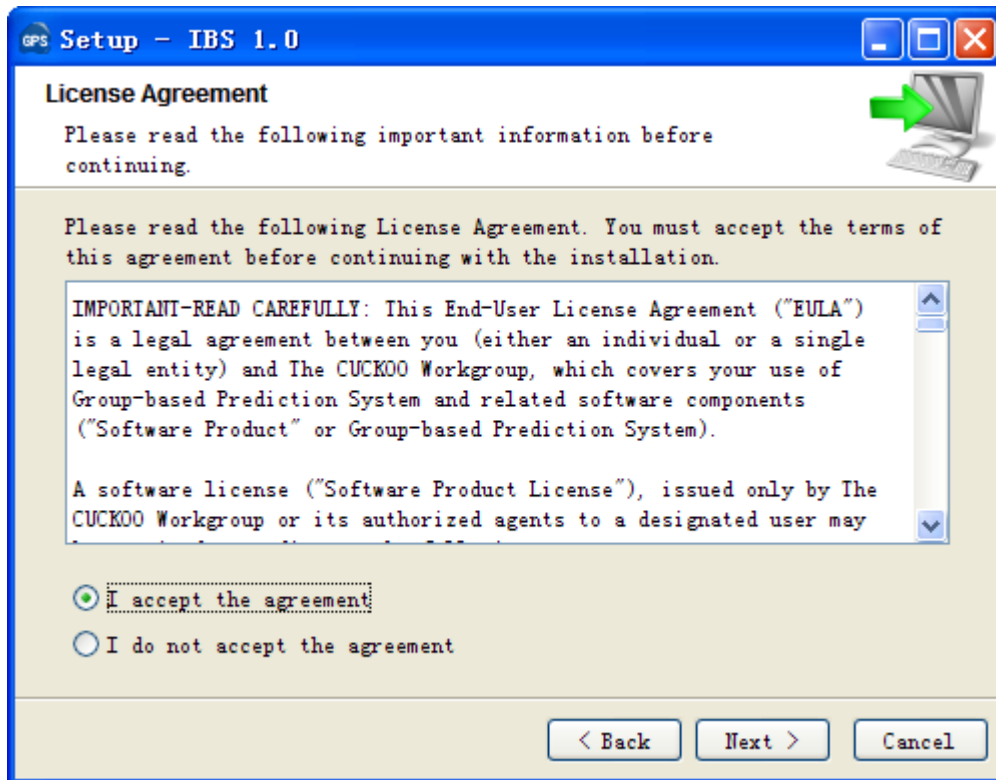 GPS Setup - IBS 1.0
License Agreement
Please read the following important information before
continuing.
Please read the following License Agreement. You must accept the terms of
this agreement before continuing with the installation.
IMPORTANT-READ CAREFULLY: This End-User License Agreement ("EULA")
is a legal agreement between you (either an individual or a single
legal entity) and The CUCKOO Workgroup, which covers your use of
Group-based Prediction System and related software components
("Software Product" or Group-based Prediction System).
A software license ("Software Product License"), issued only by The
CUCKOO Workgroup or its authorized agents to a designated user may
I accept the agreement
I do not accept the agreement
< Back Next > Cancel